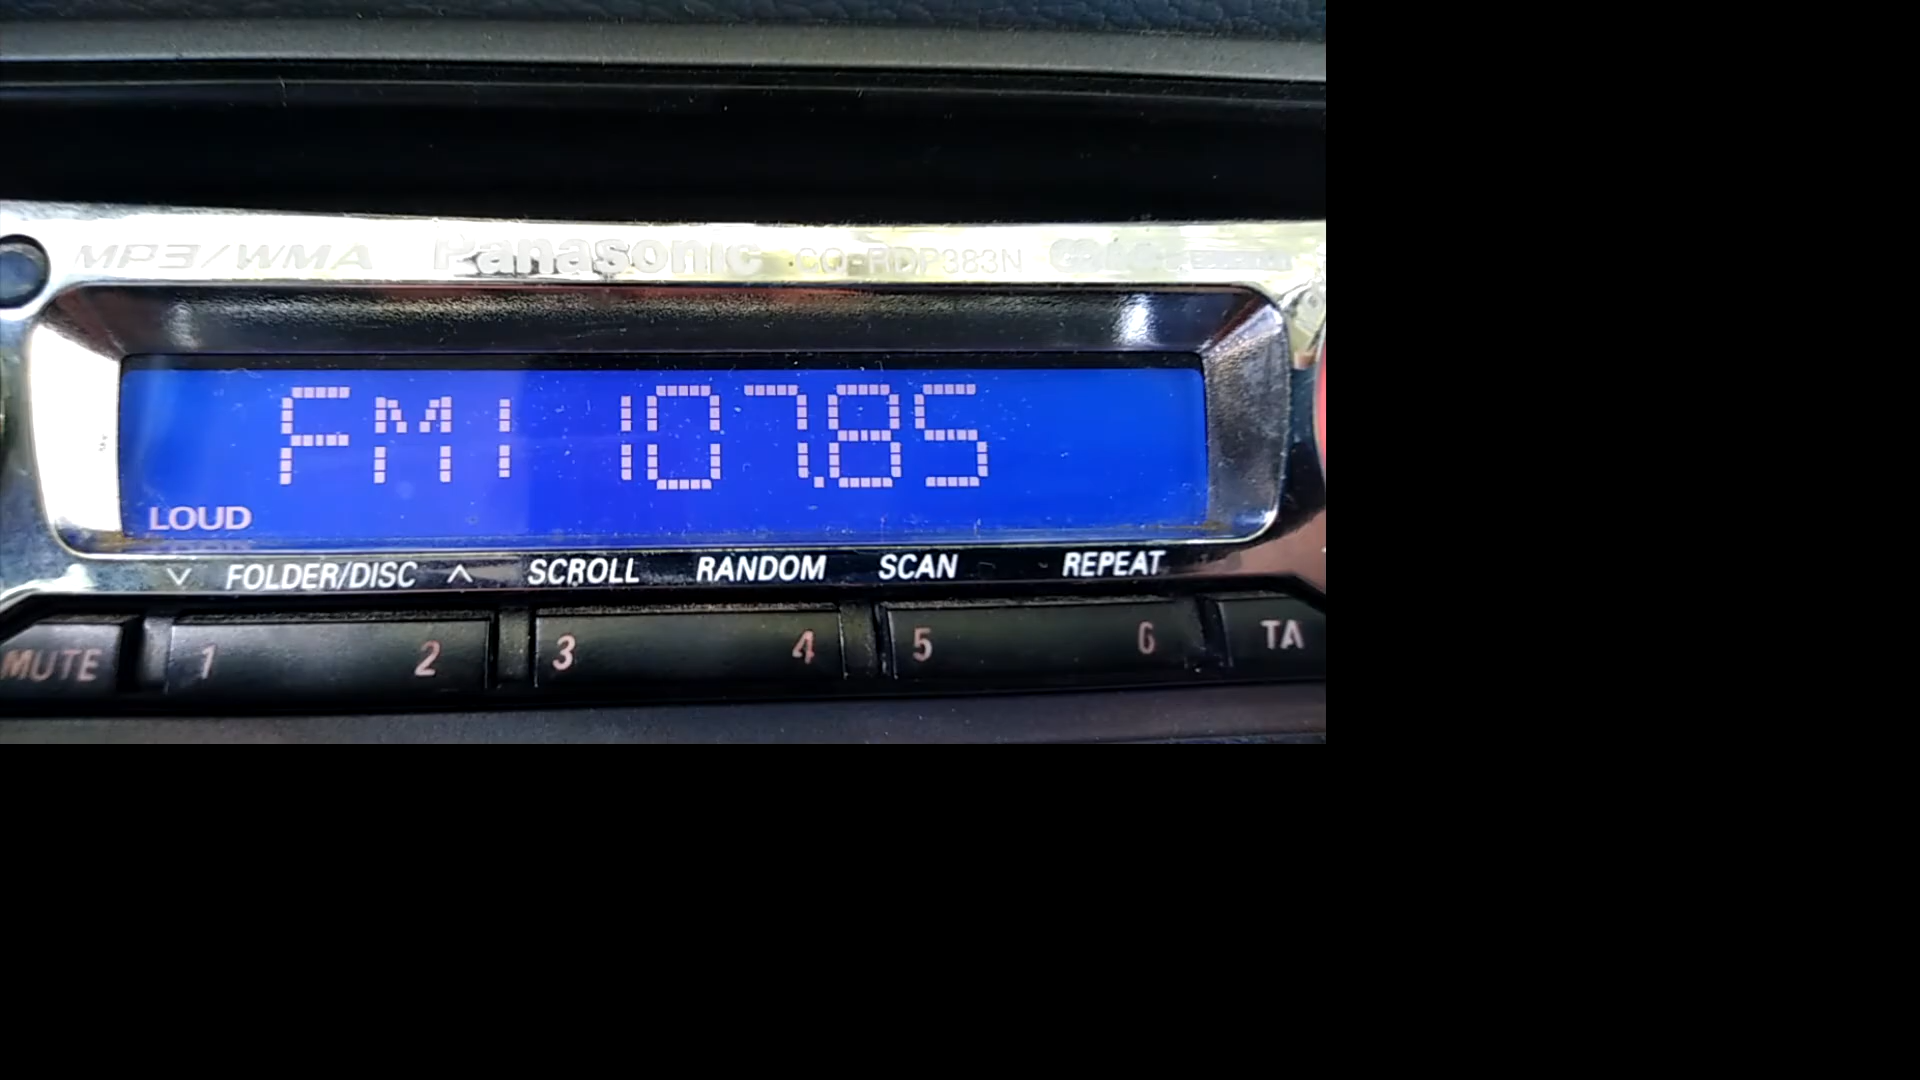 MP3/WMA Panasonic CQ-RDP383N
FM1 107.85
LOUD
∨ FOLDER/DISC ∧ SCROLL RANDOM SCAN REPEAT
MUTE 1 2 3 4 5 6 TA